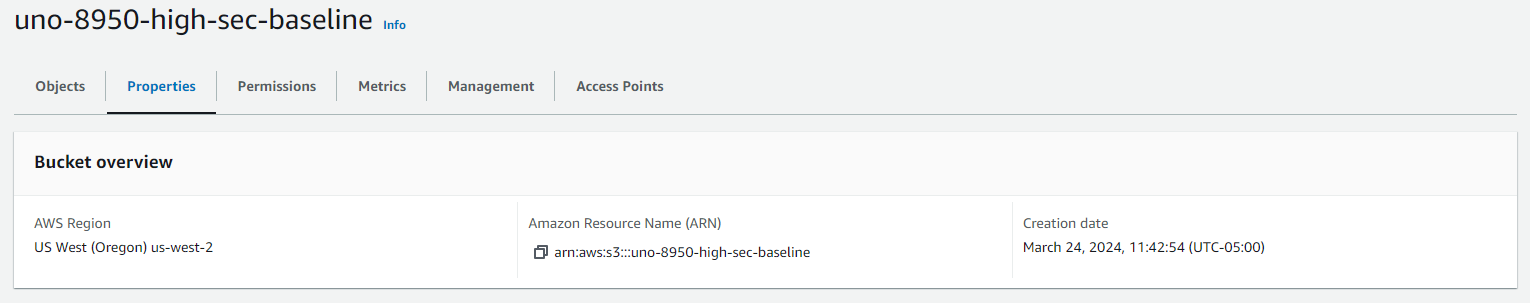 uno-8950-high-sec-baseline Info
Objects Properties Permissions Metrics Management Access Points
Bucket overview
AWS Region
US West (Oregon) us-west-2
Amazon Resource Name (ARN)
arn:aws:s3:::uno-8950-high-sec-baseline
Creation date
March 24, 2024, 11:42:54 (UTC-05:00)